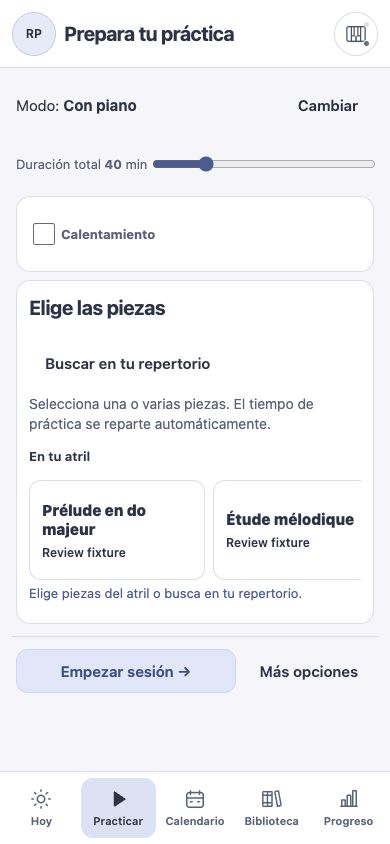 RP
Prepara tu práctica
Modo: Con piano
Cambiar
Duración total 40 min
Calentamiento
Elige las piezas
Buscar en tu repertorio
Selecciona una o varias piezas. El tiempo de
práctica se reparte automáticamente.
En tu atril
Prélude en do
majeur
Review fixture
Étude mélodique
Review fixture
Elige piezas del atril o busca en tu repertorio.
Empezar sesión →
Más opciones
Hoy
Practicar
Calendario
Biblioteca
Progreso